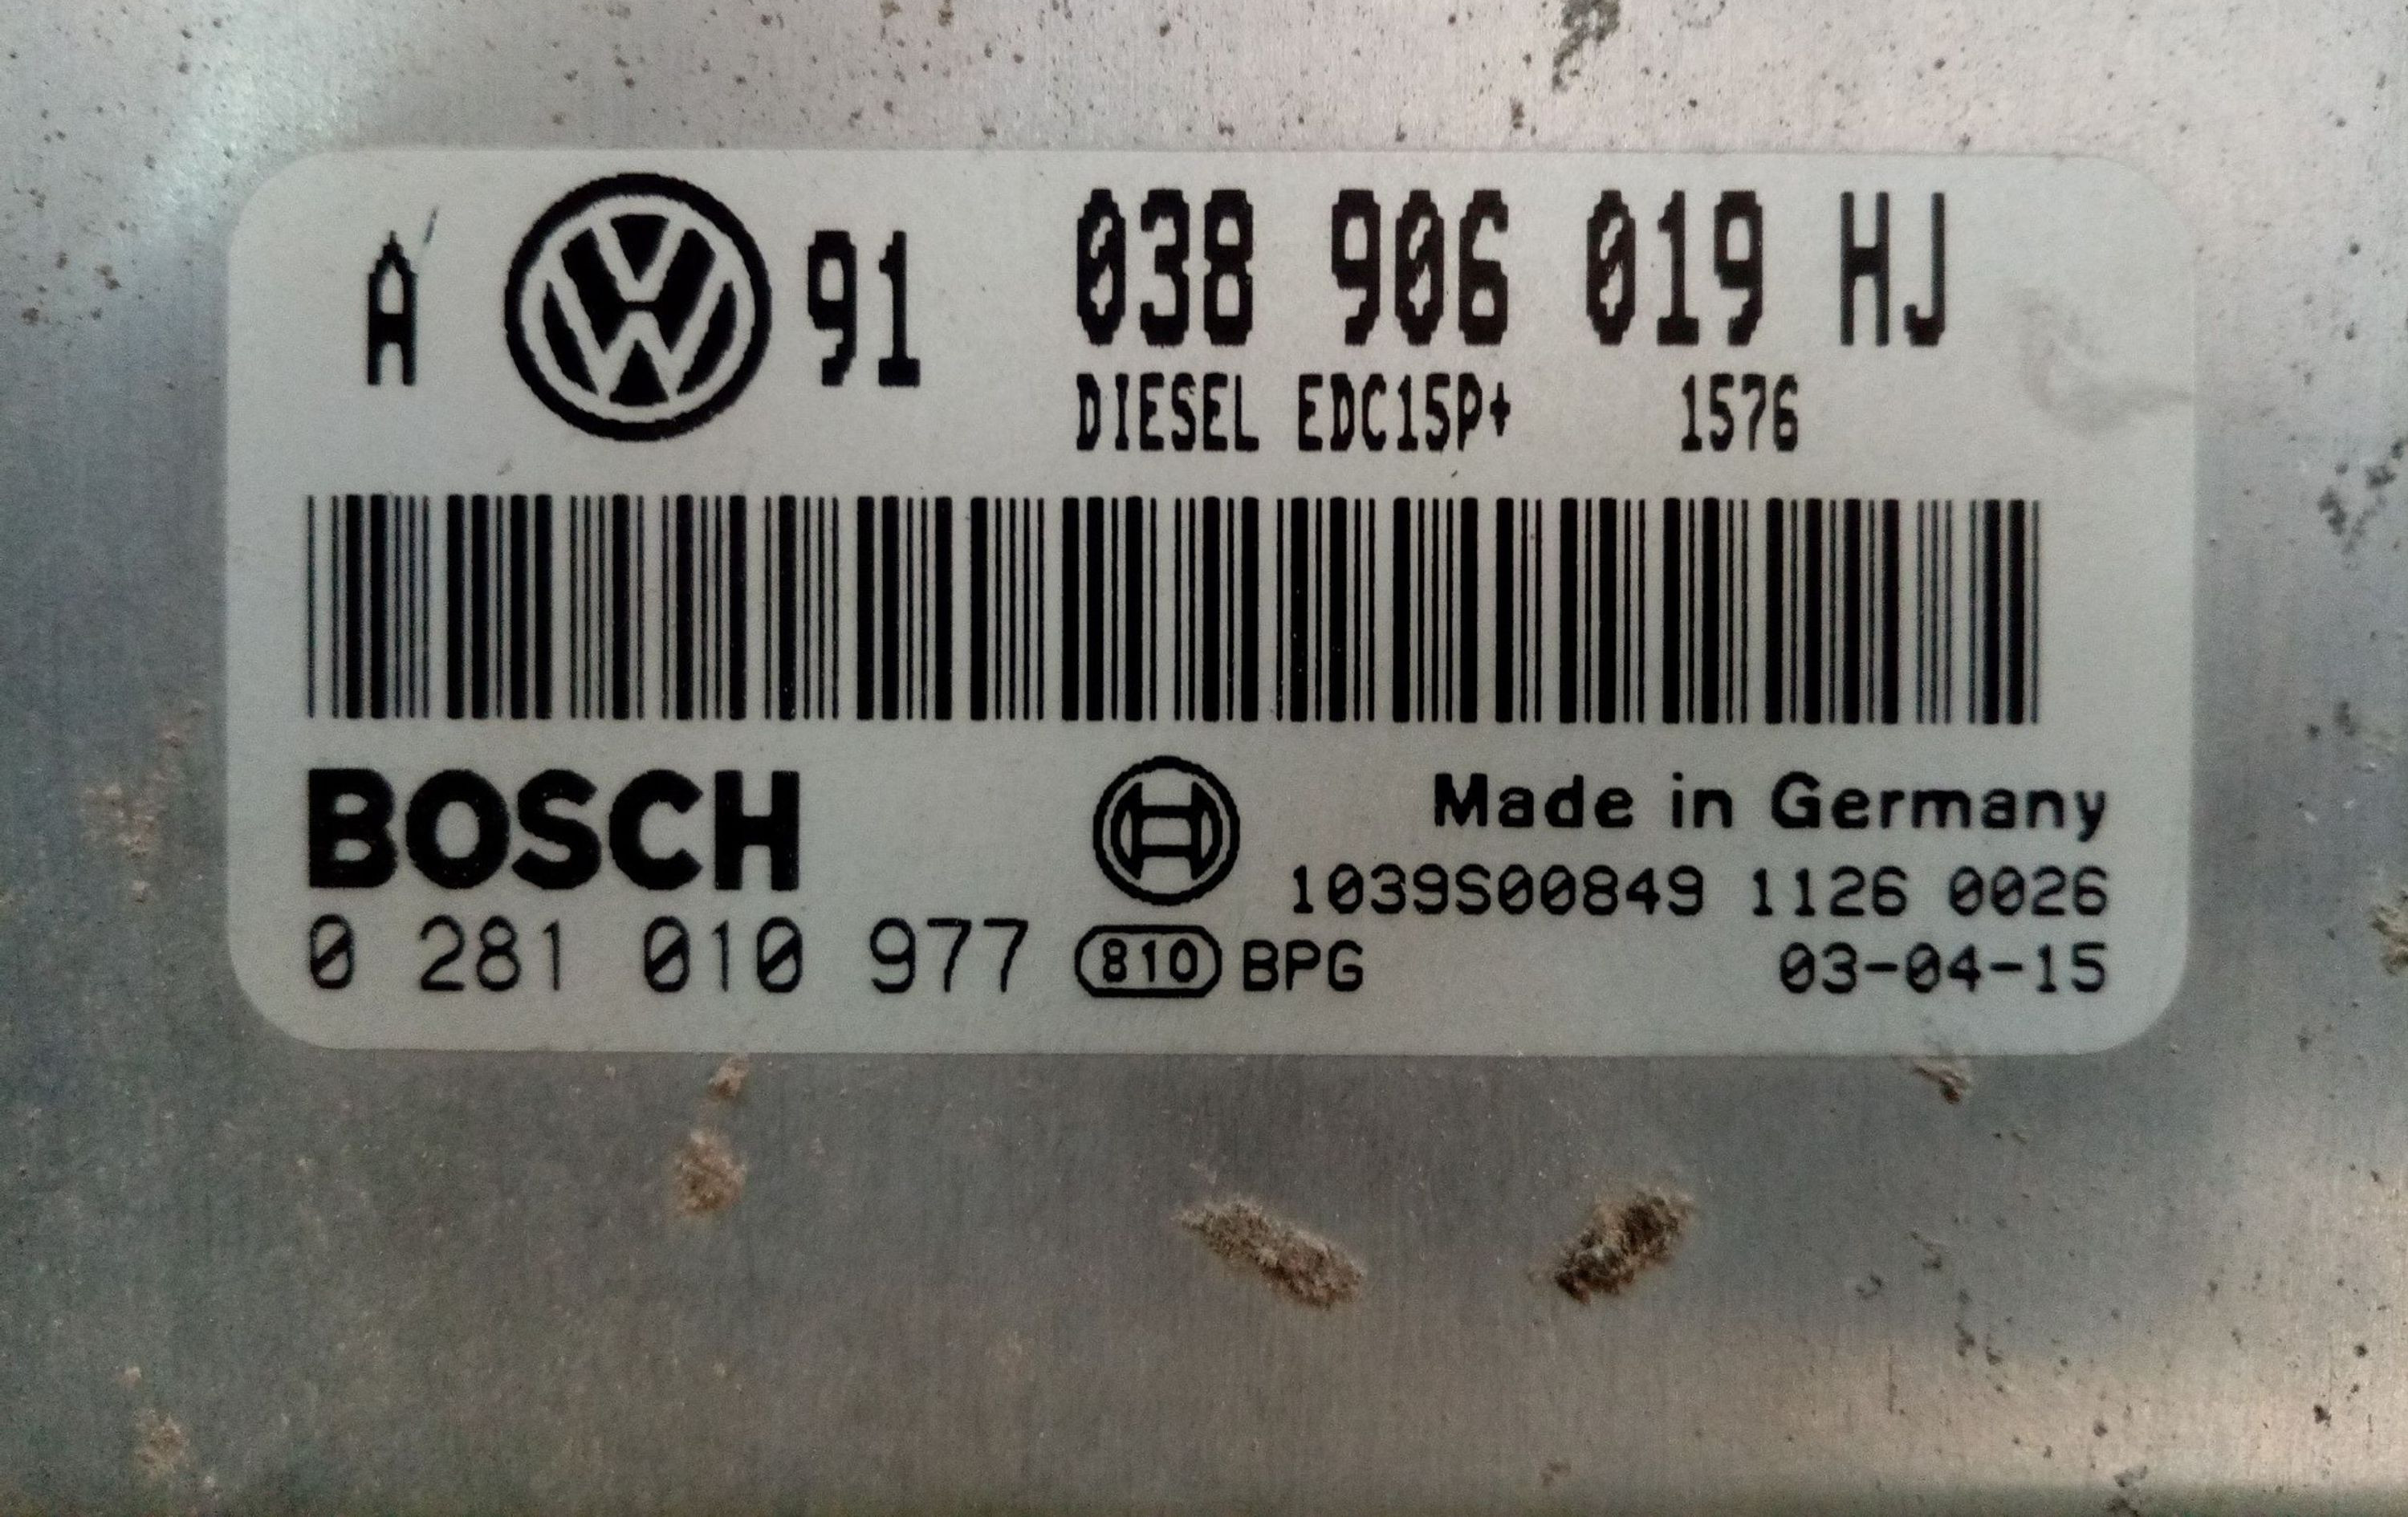 A VW 91 038 906 019 HJ
DIESEL EDC15P+ 1576
BOSCH Made in Germany
1039S00849 1126 0026
0 281 010 977 810 BPG 03-04-15